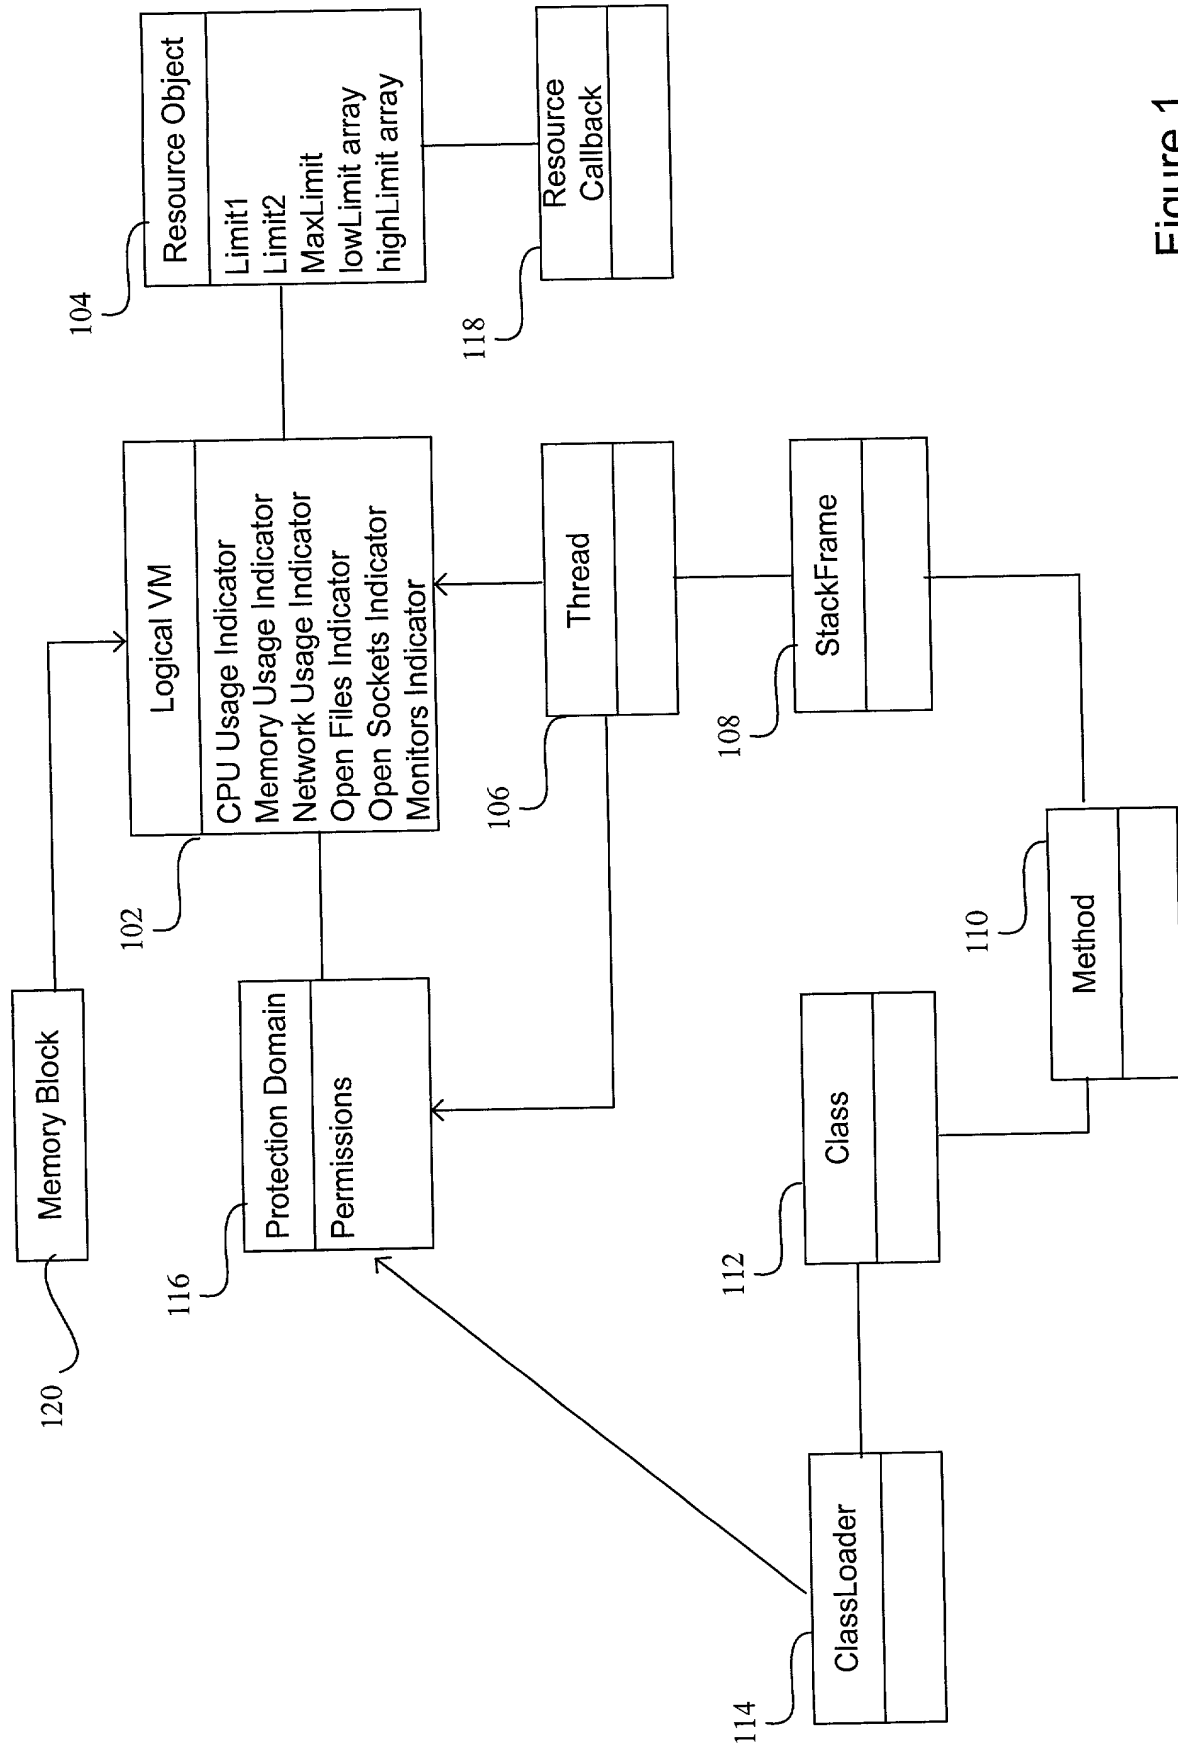 120
Memory Block
102
Logical VM
CPU Usage Indicator
Memory Usage Indicator
Network Usage Indicator
Open Files Indicator
Open Sockets Indicator
Monitors Indicator
104
Resource Object
Limit1
Limit2
MaxLimit
lowLimit array
highLimit array
116
Protection Domain
Permissions
118
Resource
Callback
106
Thread
108
StackFrame
114
ClassLoader
112
Class
110
Method
Figure 1